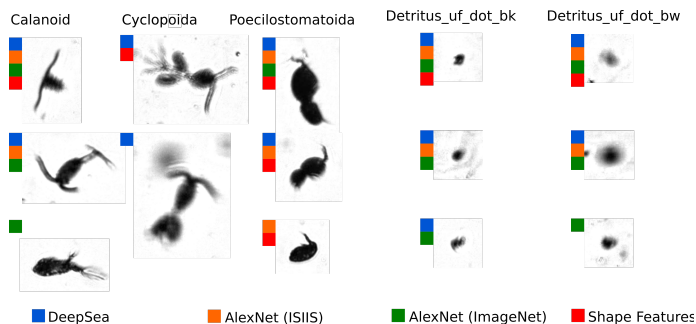 Calanoid Cyclopoida Poecilostomatoida Detritus_uf_dot_bk Detritus_uf_dot_bw
DeepSea AlexNet (ISIIS) AlexNet (ImageNet) Shape Features